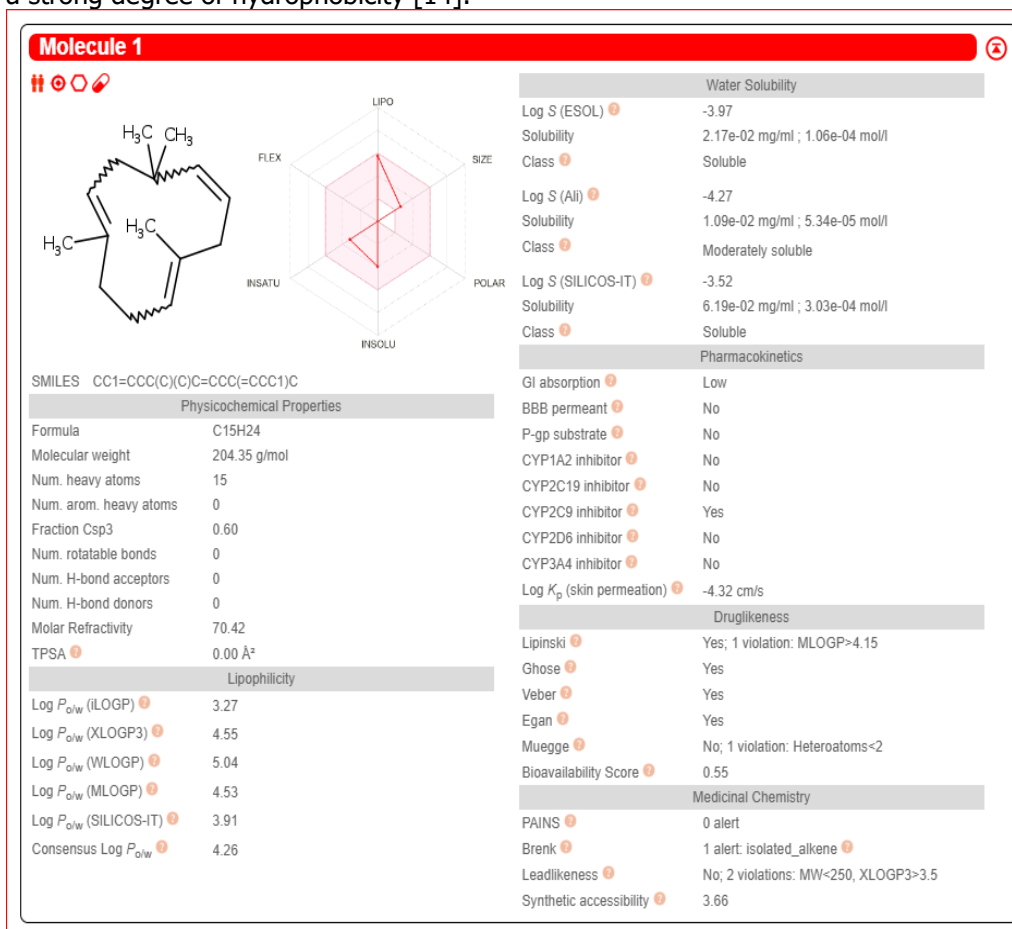 a strong degree of hydrophobicity [14].
Molecule 1
H3C CH3
H3C
H3C
LIPO
FLEX
SIZE
INSATU
POLAR
INSOLU
SMILES CC1=CCC(C)(C)C=CCC(=CCC1)C
Physicochemical Properties
Formula C15H24
Molecular weight 204.35 g/mol
Num. heavy atoms 15
Num. arom. heavy atoms 0
Fraction Csp3 0.60
Num. rotatable bonds 0
Num. H-bond acceptors 0
Num. H-bond donors 0
Molar Refractivity 70.42
TPSA ? 0.00 Å²
Lipophilicity
Log Po/w (iLOGP) ? 3.27
Log Po/w (XLOGP3) ? 4.55
Log Po/w (WLOGP) ? 5.04
Log Po/w (MLOGP) ? 4.53
Log Po/w (SILICOS-IT) ? 3.91
Consensus Log Po/w ? 4.26
Water Solubility
Log S (ESOL) ? -3.97
Solubility 2.17e-02 mg/ml ; 1.06e-04 mol/l
Class ? Soluble
Log S (Ali) ? -4.27
Solubility 1.09e-02 mg/ml ; 5.34e-05 mol/l
Class ? Moderately soluble
Log S (SILICOS-IT) ? -3.52
Solubility 6.19e-02 mg/ml ; 3.03e-04 mol/l
Class ? Soluble
Pharmacokinetics
GI absorption ? Low
BBB permeant ? No
P-gp substrate ? No
CYP1A2 inhibitor ? No
CYP2C19 inhibitor ? No
CYP2C9 inhibitor ? Yes
CYP2D6 inhibitor ? No
CYP3A4 inhibitor ? No
Log Kp (skin permeation) ? -4.32 cm/s
Druglikeness
Lipinski ? Yes; 1 violation: MLOGP>4.15
Ghose ? Yes
Veber ? Yes
Egan ? Yes
Muegge ? No; 1 violation: Heteroatoms<2
Bioavailability Score ? 0.55
Medicinal Chemistry
PAINS ? 0 alert
Brenk ? 1 alert: isolated_alkene ?
Leadlikeness ? No; 2 violations: MW<250, XLOGP3>3.5
Synthetic accessibility ? 3.66